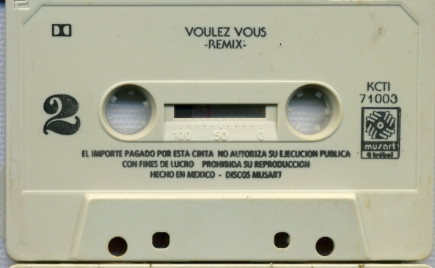 VOULEZ VOUS
-REMIX-
KCTI
71003
2
musart
100 50 0
EL IMPORTE PAGADO POR ESTA CINTA NO AUTORIZA SU EJECUCION PUBLICA
CON FINES DE LUCRO PROHIBIDA SU REPRODUCCION
HECHO EN MEXICO - DISCOS MUSART